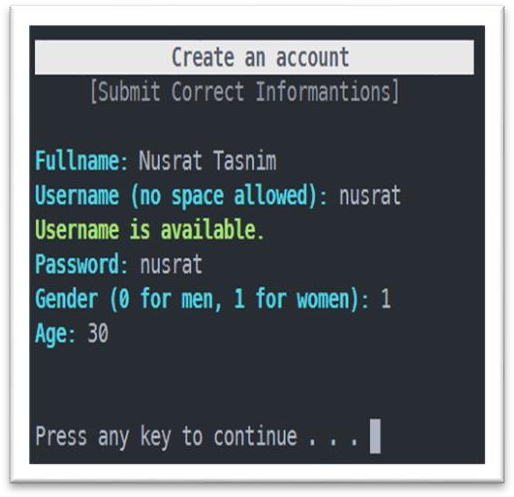 Create an account
[Submit Correct Informantions]
Fullname: Nusrat Tasnim
Username (no space allowed): nusrat
Username is available.
Password: nusrat
Gender (0 for men, 1 for women): 1
Age: 30
Press any key to continue . . .